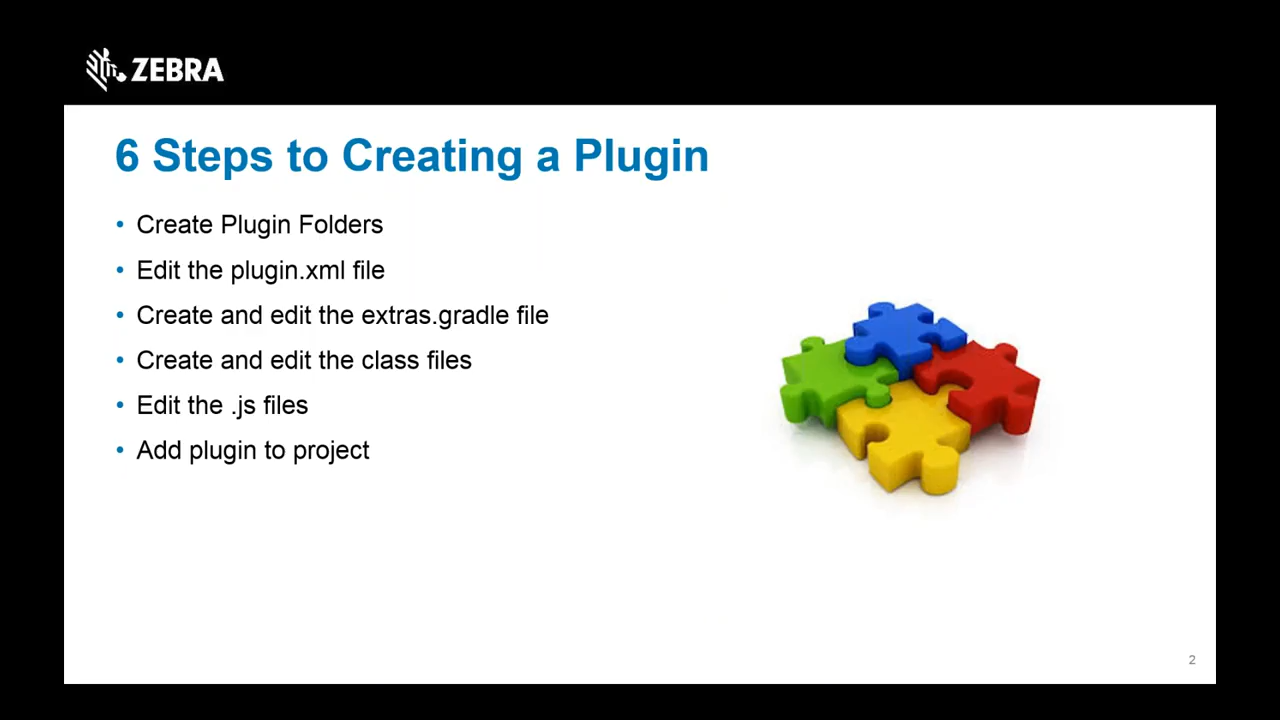 ZEBRA
6 Steps to Creating a Plugin
• Create Plugin Folders
• Edit the plugin.xml file
• Create and edit the extras.gradle file
• Create and edit the class files
• Edit the .js files
• Add plugin to project
2